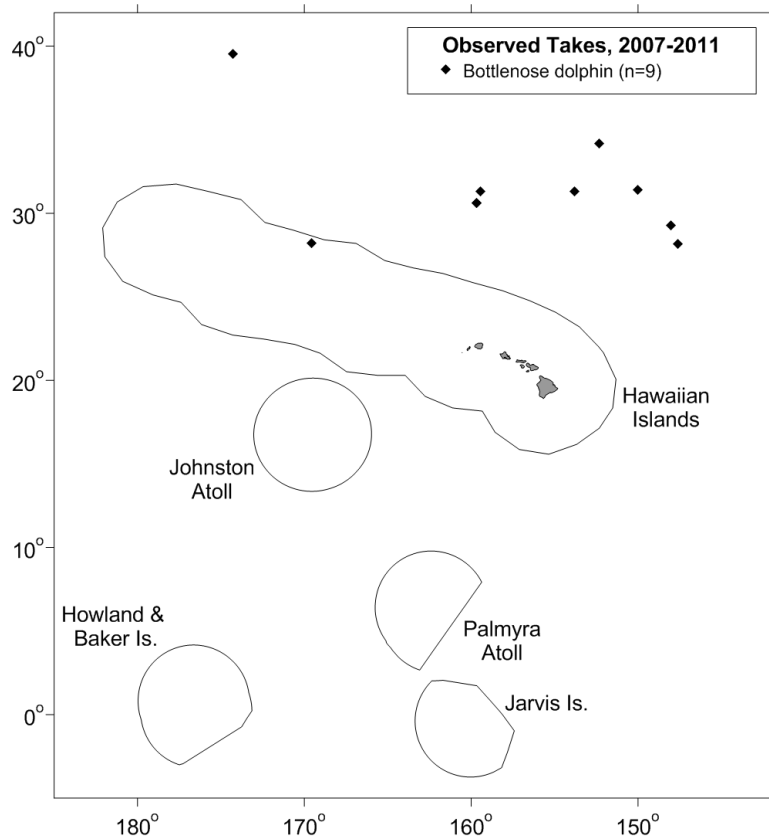 Observed Takes, 2007-2011
◆ Bottlenose dolphin (n=9)
40°
30°
20°
10°
0°
Hawaiian
Islands
Johnston
Atoll
Howland &
Baker Is.
Palmyra
Atoll
Jarvis Is.
180° 170° 160° 150°